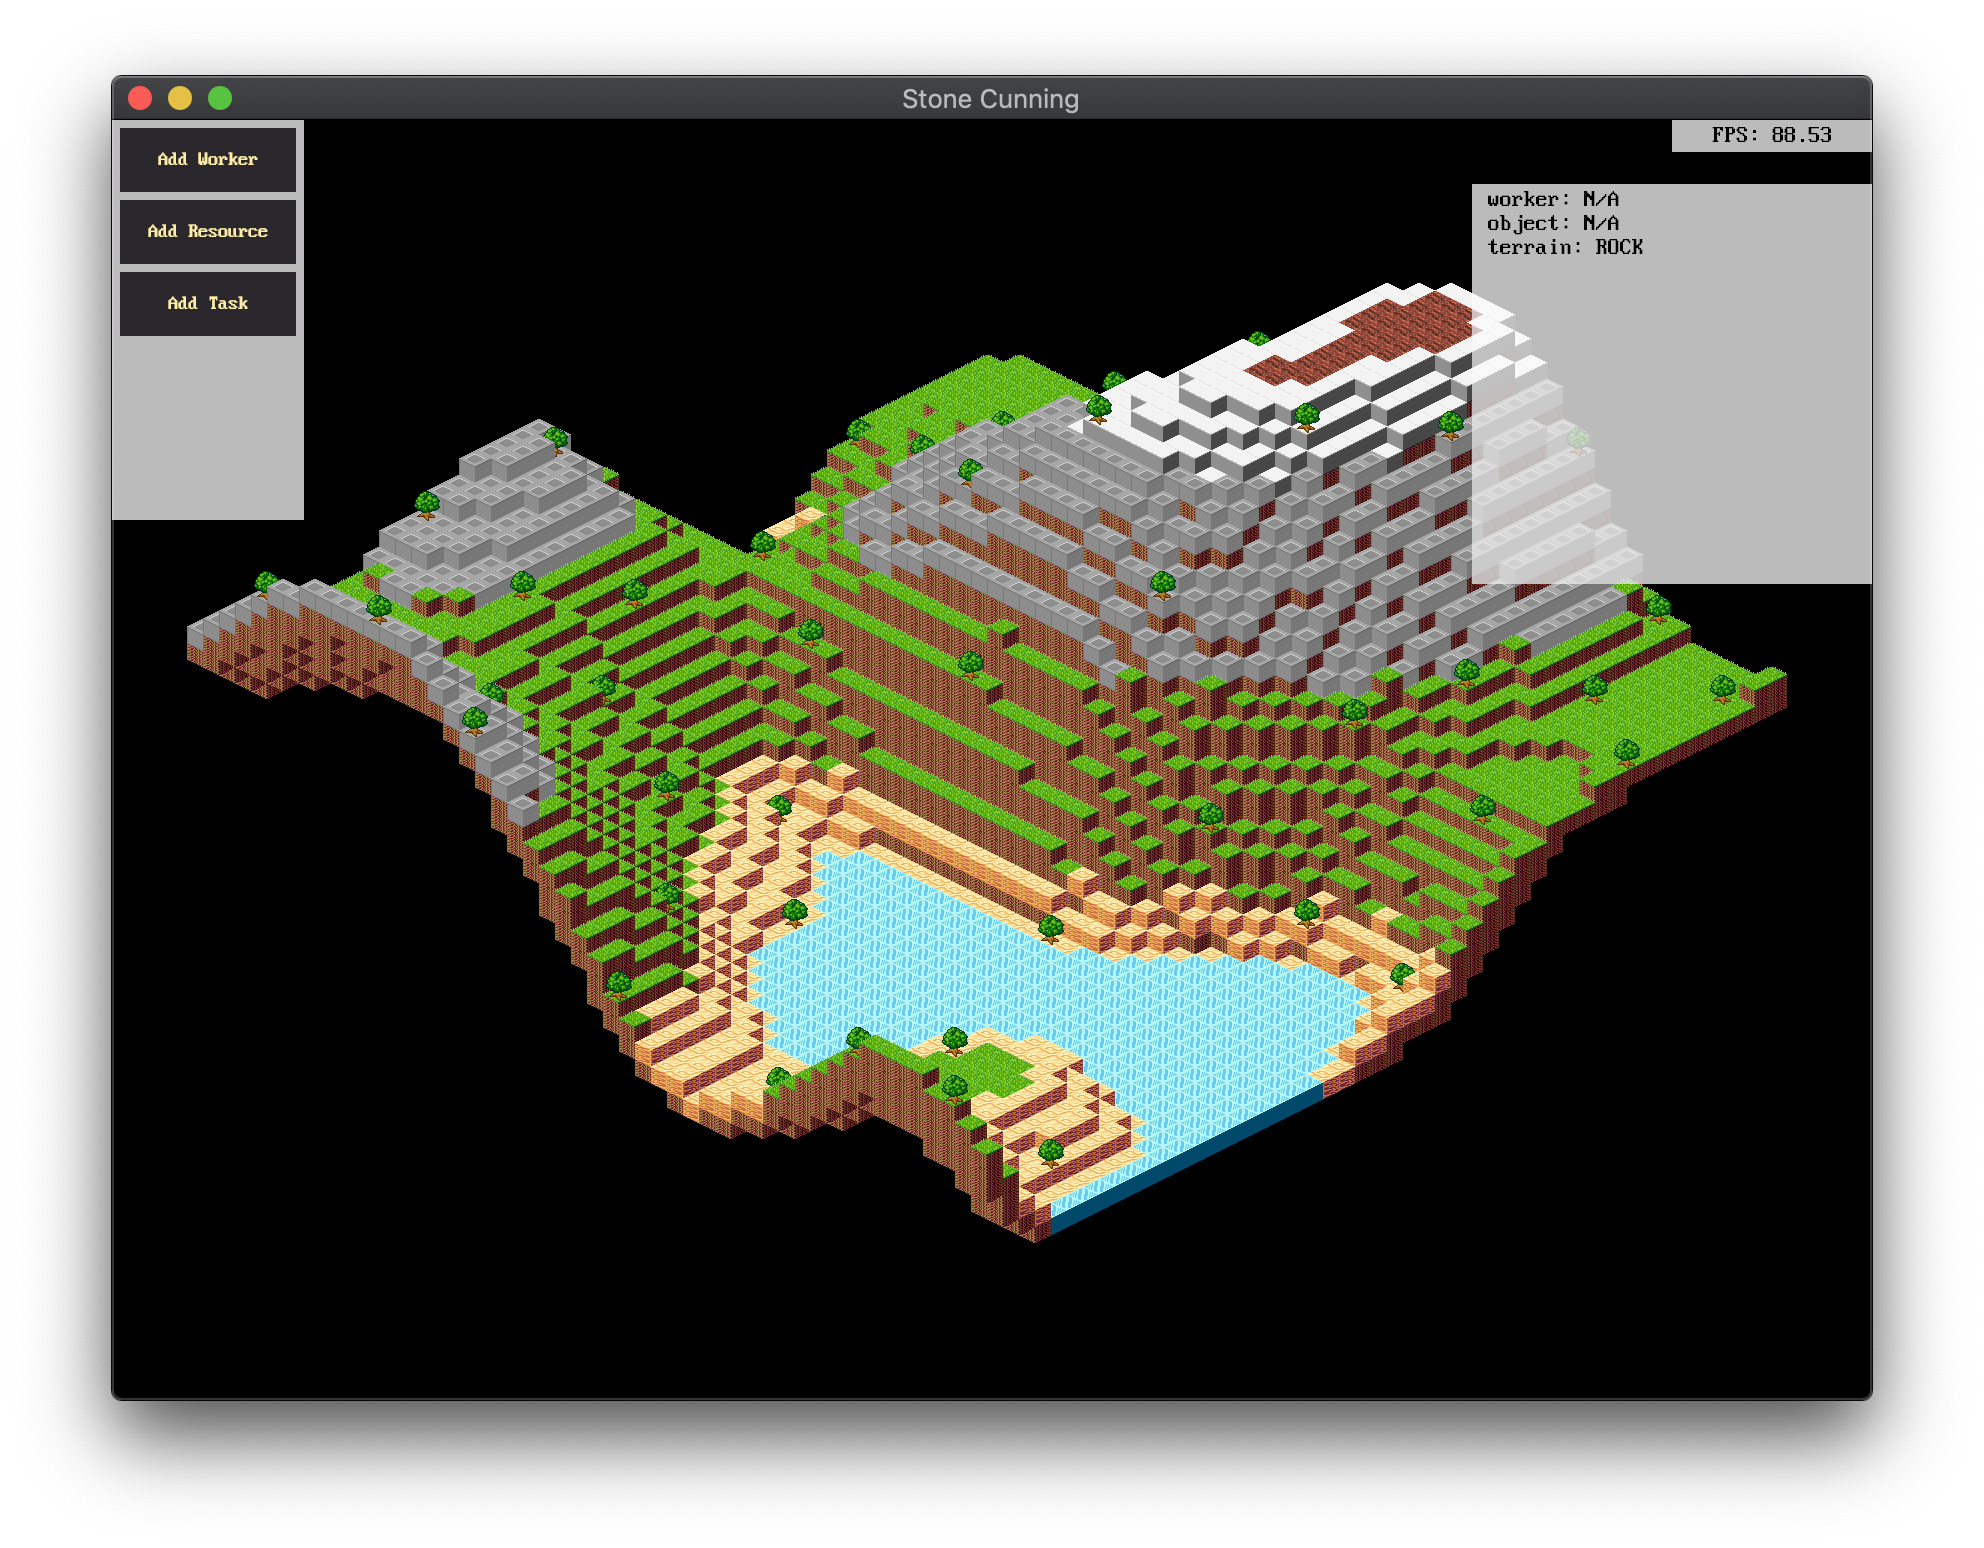 Stone Cunning
Add Worker
Add Resource
Add Task
FPS: 88.53
worker: N/A
object: N/A
terrain: ROCK